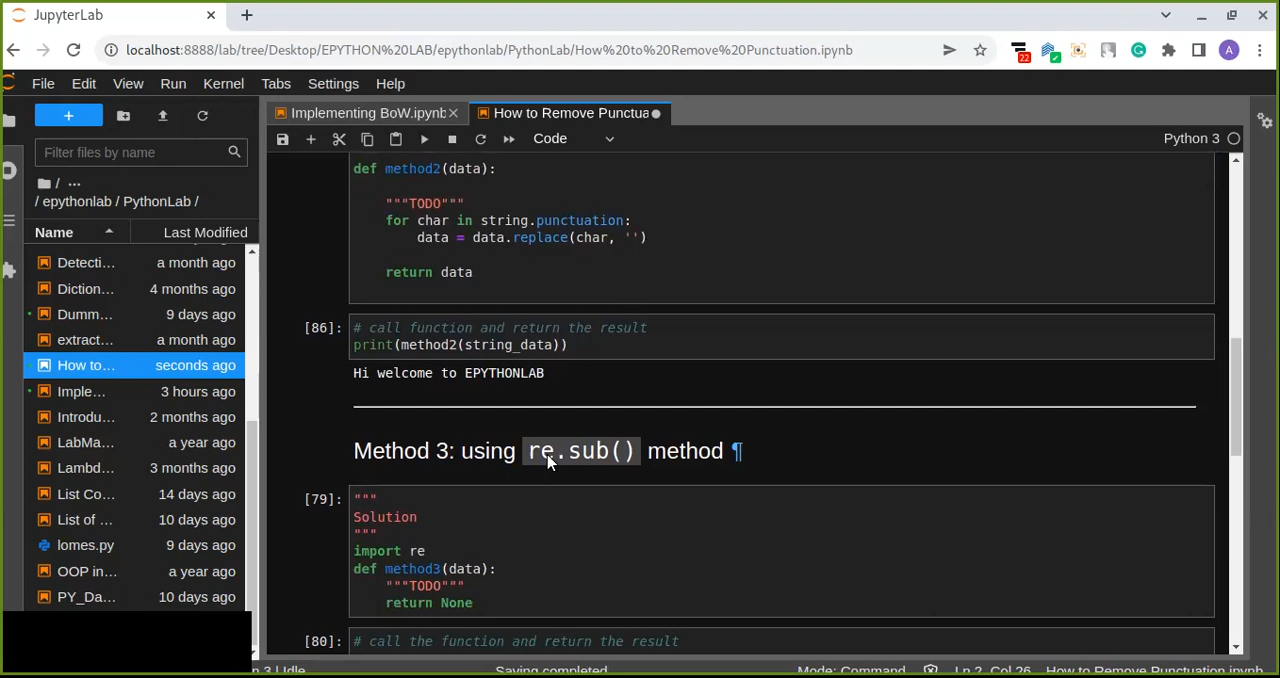 JupyterLab
localhost:8888/lab/tree/Desktop/EPYTHON%20LAB/epythonlab/PythonLab/How%20to%20Remove%20Punctuation.ipynb
22
A
File Edit View Run Kernel Tabs Settings Help
Implementing BoW.ipynb
How to Remove Punctua
Filter files by name
Code
Python 3
/ ...
/ epythonlab / PythonLab /
Name Last Modified
Detecti... a month ago
Diction... 4 months ago
Dumm... 9 days ago
extract... a month ago
How to... seconds ago
Imple... 3 hours ago
Introdu... 2 months ago
LabMa... a year ago
Lambd... 3 months ago
List Co... 14 days ago
List of ... 10 days ago
lomes.py 9 days ago
OOP in... a year ago
PY_Da... 10 days ago
def method2(data):
"""TODO"""
for char in string.punctuation:
data = data.replace(char, '')
return data
[86]:
# call function and return the result
print(method2(string_data))
Hi welcome to EPYTHONLAB
Method 3: using re.sub() method ¶
[79]:
"""
Solution
"""
import re
def method3(data):
"""TODO"""
return None
[80]:
# call the function and return the result
3 | Idle
Saving completed
Mode: Command
Ln 2, Col 26
How to Remove Punctuation.ipynb